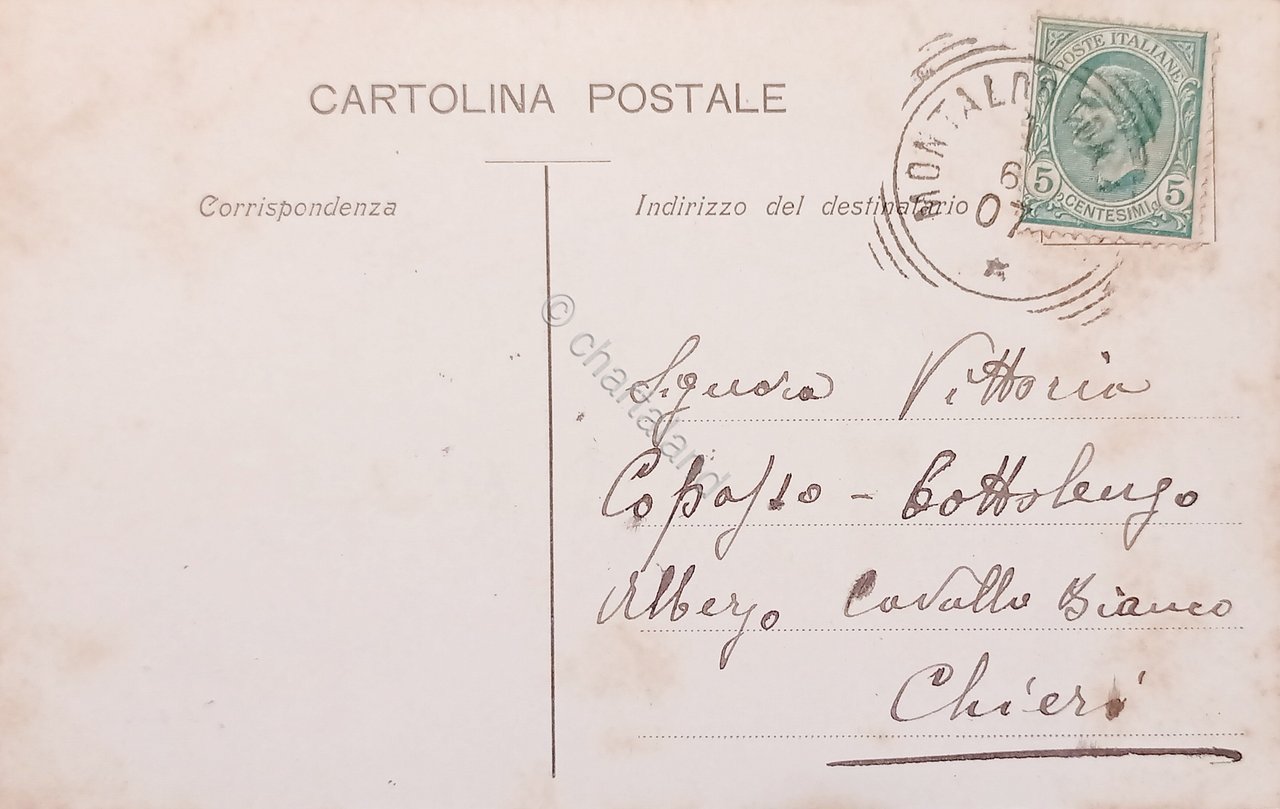 CARTOLINA POSTALE
Corrispondenza
Indirizzo del destinatario
POSTE ITALIANE
5 CENTESIMI 5
MONTALDO
6
07
© chartaland
Signora Vittoria
Cottolengo
Albergo Cavallo Bianco
Chieri